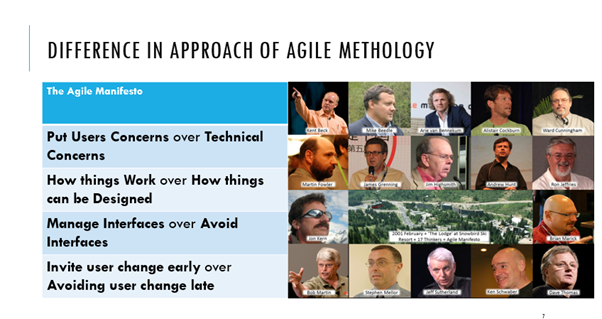 DIFFERENCE IN APPROACH OF AGILE METHOLOGY
The Agile Manifesto
Put Users Concerns over Technical
Concerns
How things Work over How things
can be Designed
Manage Interfaces over Avoid
Interfaces
Invite user change early over
Avoiding user change late
Kent Beck
Mike Beedle
Arie van Bennekum
Alistair Cockburn
Ward Cunningham
Martin Fowler
James Grenning
Jim Highsmith
Andrew Hunt
Ron Jeffries
Jon Kern
2001 February • 'The Lodge' at Snowbird Ski
Resort • 17 Thinkers = Agile Manifesto
Brian Marick
Bob Martin
Stephen Mellor
Jeff Sutherland
Ken Schwaber
Dave Thomas
7